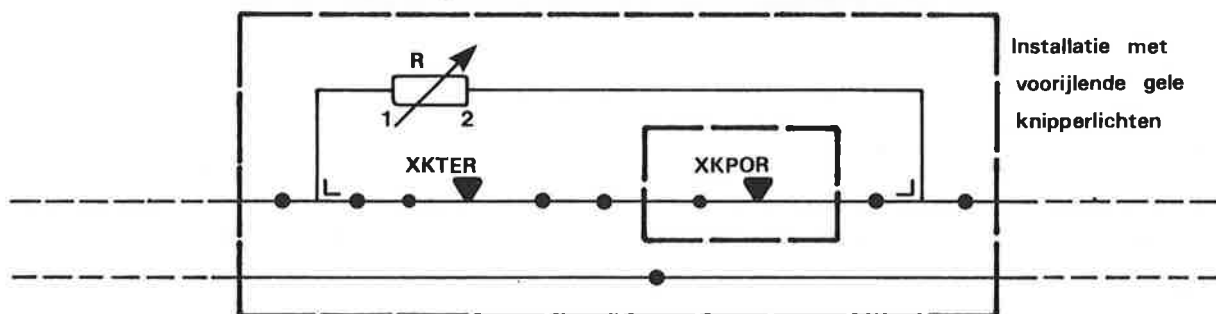 Installatie met
voorijlende gele
knipperlichten
R
1 2
XKTER
XKPOR